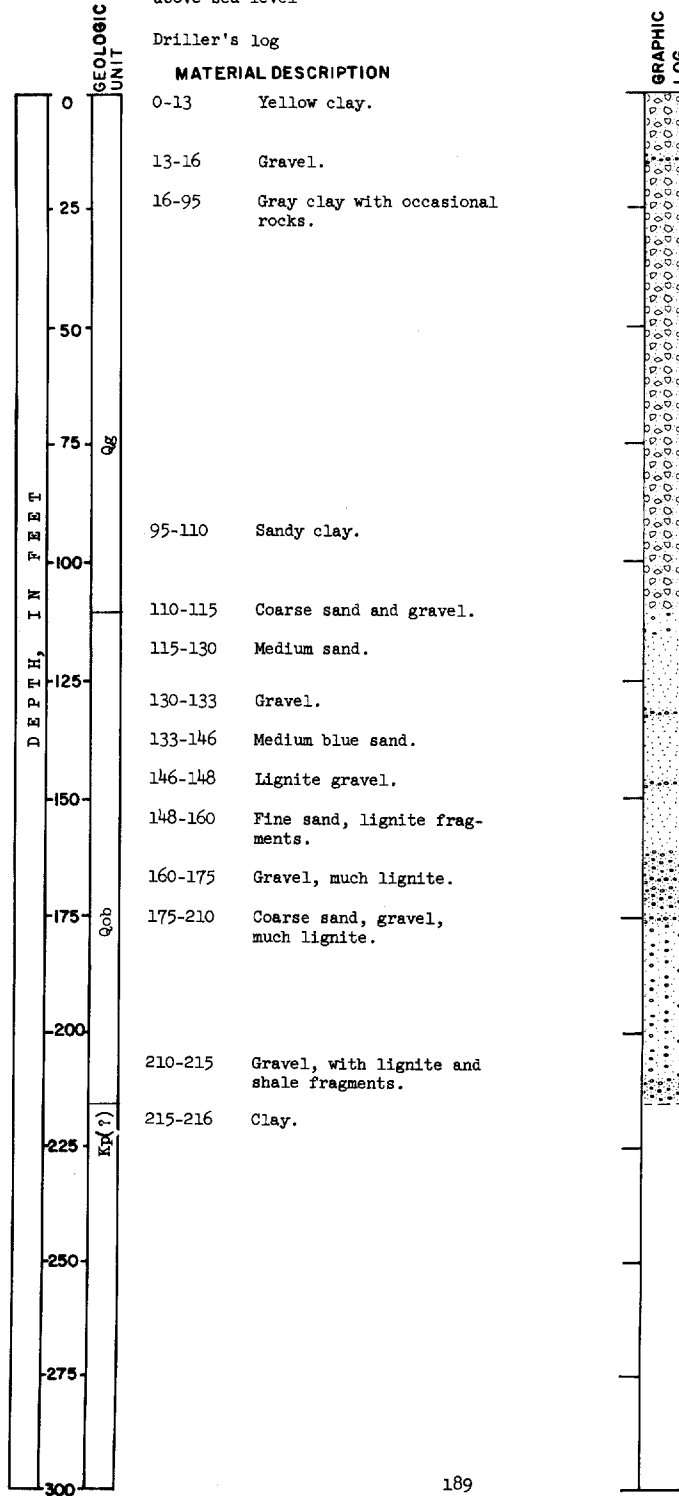 above sea level
Driller's log
GEOLOGIC
UNIT
MATERIAL DESCRIPTION
GRAPHIC
LOG
DEPTH, IN FEET
0
25
50
75
100
125
150
175
200
225
250
275
300
Qg
Qob
Kp(?)
0-13 Yellow clay.
13-16 Gravel.
16-95 Gray clay with occasional
rocks.
95-110 Sandy clay.
110-115 Coarse sand and gravel.
115-130 Medium sand.
130-133 Gravel.
133-146 Medium blue sand.
146-148 Lignite gravel.
148-160 Fine sand, lignite frag-
ments.
160-175 Gravel, much lignite.
175-210 Coarse sand, gravel,
much lignite.
210-215 Gravel, with lignite and
shale fragments.
215-216 Clay.
189